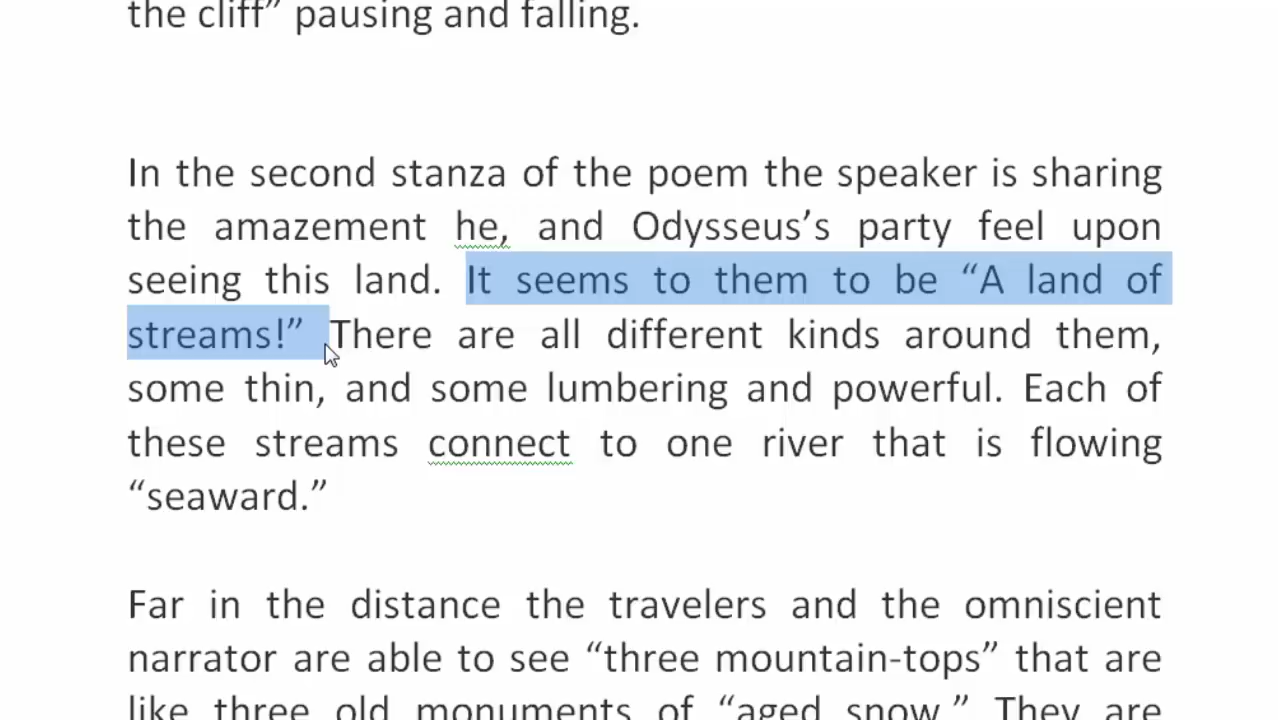 the cliff” pausing and falling.
In the second stanza of the poem the speaker is sharing
the amazement he, and Odysseus’s party feel upon
seeing this land. It seems to them to be “A land of
streams!” There are all different kinds around them,
some thin, and some lumbering and powerful. Each of
these streams connect to one river that is flowing
“seaward.”
Far in the distance the travelers and the omniscient
narrator are able to see “three mountain-tops” that are
like three old monuments of “aged snow.” They are